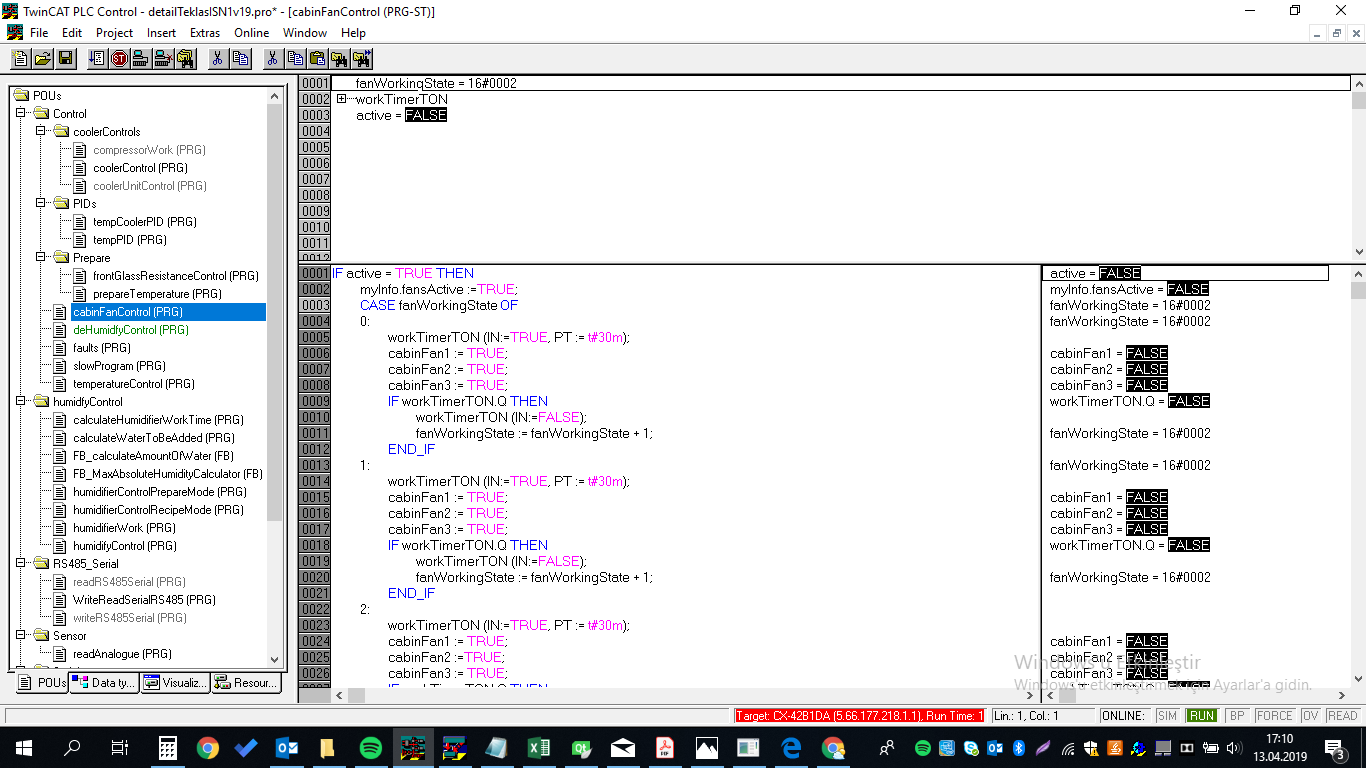 TwinCAT PLC Control - detailTeklasISN1v19.pro* - [cabinFanControl (PRG-ST)]
File Edit Project Insert Extras Online Window Help
POUs
Control
coolerControls
compressorWork (PRG)
coolerControl (PRG)
coolerUnitControl (PRG)
PIDs
tempCoolerPID (PRG)
tempPID (PRG)
Prepare
frontGlassResistanceControl (PRG)
prepareTemperature (PRG)
cabinFanControl (PRG)
deHumidfyControl (PRG)
faults (PRG)
slowProgram (PRG)
temperatureControl (PRG)
humidfyControl
calculateHumidifierWorkTime (PRG)
calculateWaterToBeAdded (PRG)
FB_calculateAmountOfWater (FB)
FB_MaxAbsoluteHumidityCalculator (FB)
humidifierControlPrepareMode (PRG)
humidifierControlRecipeMode (PRG)
humidifierWork (PRG)
humidifyControl (PRG)
RS485_Serial
readRS485Serial (PRG)
WriteReadSerialRS485 (PRG)
writeRS485Serial (PRG)
Sensor
readAnalogue (PRG)
POUs Data ty... Visualiz... Resour...
0001 fanWorkingState = 16#0002
0002 workTimerTON
0003 active = FALSE
0004
0005
0006
0007
0008
0009
0010
0011
0012
0001 IF active = TRUE THEN active = FALSE
0002 myInfo.fansActive :=TRUE; myInfo.fansActive = FALSE
0003 CASE fanWorkingState OF fanWorkingState = 16#0002
0004 0: fanWorkingState = 16#0002
0005 workTimerTON (IN:=TRUE, PT := t#30m);
0006 cabinFan1 := TRUE; cabinFan1 = FALSE
0007 cabinFan2 := TRUE; cabinFan2 = FALSE
0008 cabinFan3 := TRUE; cabinFan3 = FALSE
0009 IF workTimerTON.Q THEN workTimerTON.Q = FALSE
0010 workTimerTON (IN:=FALSE);
0011 fanWorkingState := fanWorkingState + 1; fanWorkingState = 16#0002
0012 END_IF
0013 1: fanWorkingState = 16#0002
0014 workTimerTON (IN:=TRUE, PT := t#30m);
0015 cabinFan1 := TRUE; cabinFan1 = FALSE
0016 cabinFan2 := TRUE; cabinFan2 = FALSE
0017 cabinFan3 := TRUE; cabinFan3 = FALSE
0018 IF workTimerTON.Q THEN workTimerTON.Q = FALSE
0019 workTimerTON (IN:=FALSE);
0020 fanWorkingState := fanWorkingState + 1; fanWorkingState = 16#0002
0021 END_IF
0022 2:
0023 workTimerTON (IN:=TRUE, PT := t#30m);
0024 cabinFan1 := TRUE; cabinFan1 = FALSE
0025 cabinFan2 :=TRUE; cabinFan2 = FALSE
0026 cabinFan3 := TRUE; cabinFan3 = FALSE
Windows'u Etkinleştir
Windows'u etkinleştirmek için Ayarlar'a gidin.
Target: CX-42B1DA (5.66.177.218.1.1), Run Time: 1 Lin.: 1, Col.: 1 ONLINE: SIM RUN BP FORCE OV READ
17:10
13.04.2019
3